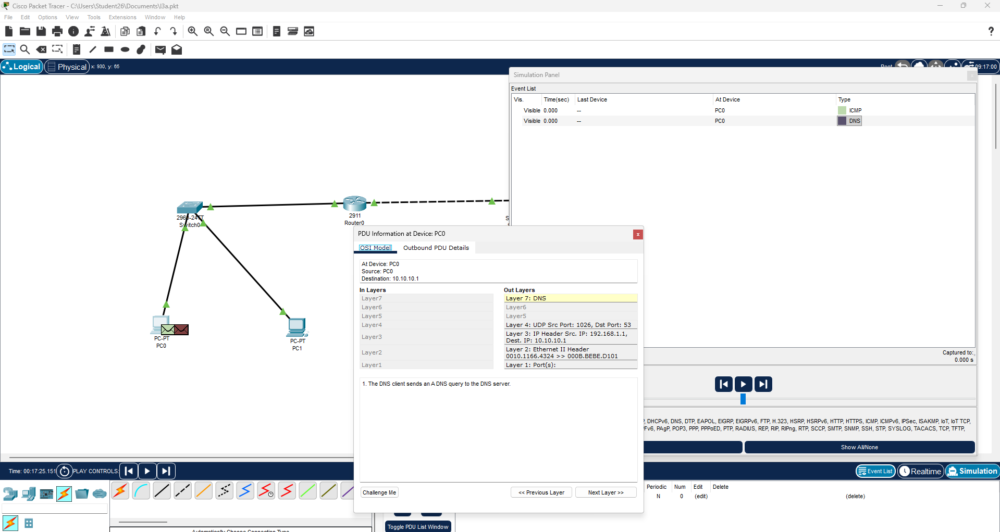 Cisco Packet Tracer - C:\Users\Student26\Documents\l3a.pkt
File Edit Options View Tools Extensions Window Help
Logical Physical x: 930, y: 65
Root 09:17:00
Simulation Panel
Event List
Vis. Time(sec) Last Device At Device Type
Visible 0.000 -- PC0 ICMP
Visible 0.000 -- PC0 DNS
2960-24TT
Switch0
2911
Router0
S
PC-PT
PC0
PC-PT
PC1
PDU Information at Device: PC0
OSI Model Outbound PDU Details
At Device: PC0
Source: PC0
Destination: 10.10.10.1
In Layers Out Layers
Layer7 Layer 7: DNS
Layer6 Layer6
Layer5 Layer5
Layer4 Layer 4: UDP Src Port: 1026, Dst Port: 53
Layer3 Layer 3: IP Header Src. IP: 192.168.1.1,
Dest. IP: 10.10.10.1
Layer2 Layer 2: Ethernet II Header
0010.1166.4324 >> 000B.BEBE.D101
Layer1 Layer 1: Port(s):
1. The DNS client sends an A DNS query to the DNS server.
Challenge Me << Previous Layer Next Layer >>
Captured to:
0.000 s
DHCPv6, DNS, DTP, EAPOL, EIGRP, EIGRPv6, FTP, H.323, HSRP, HSRPv6, HTTP, HTTPS, ICMP, ICMPv6, IPSec, ISAKMP, IoT, IoT TCP,
Fv6, PAgP, POP3, PPP, PPPoED, PTP, RADIUS, REP, RIP, RIPng, RTP, SCCP, SMTP, SNMP, SSH, STP, SYSLOG, TACACS, TCP, TFTP,
Show All/None
Time: 00:17:25.151 PLAY CONTROLS:
Event List Realtime Simulation
Periodic Num Edit Delete
N 0 (edit) (delete)
Toggle PDU List Window
Automatically Choose Connection Type